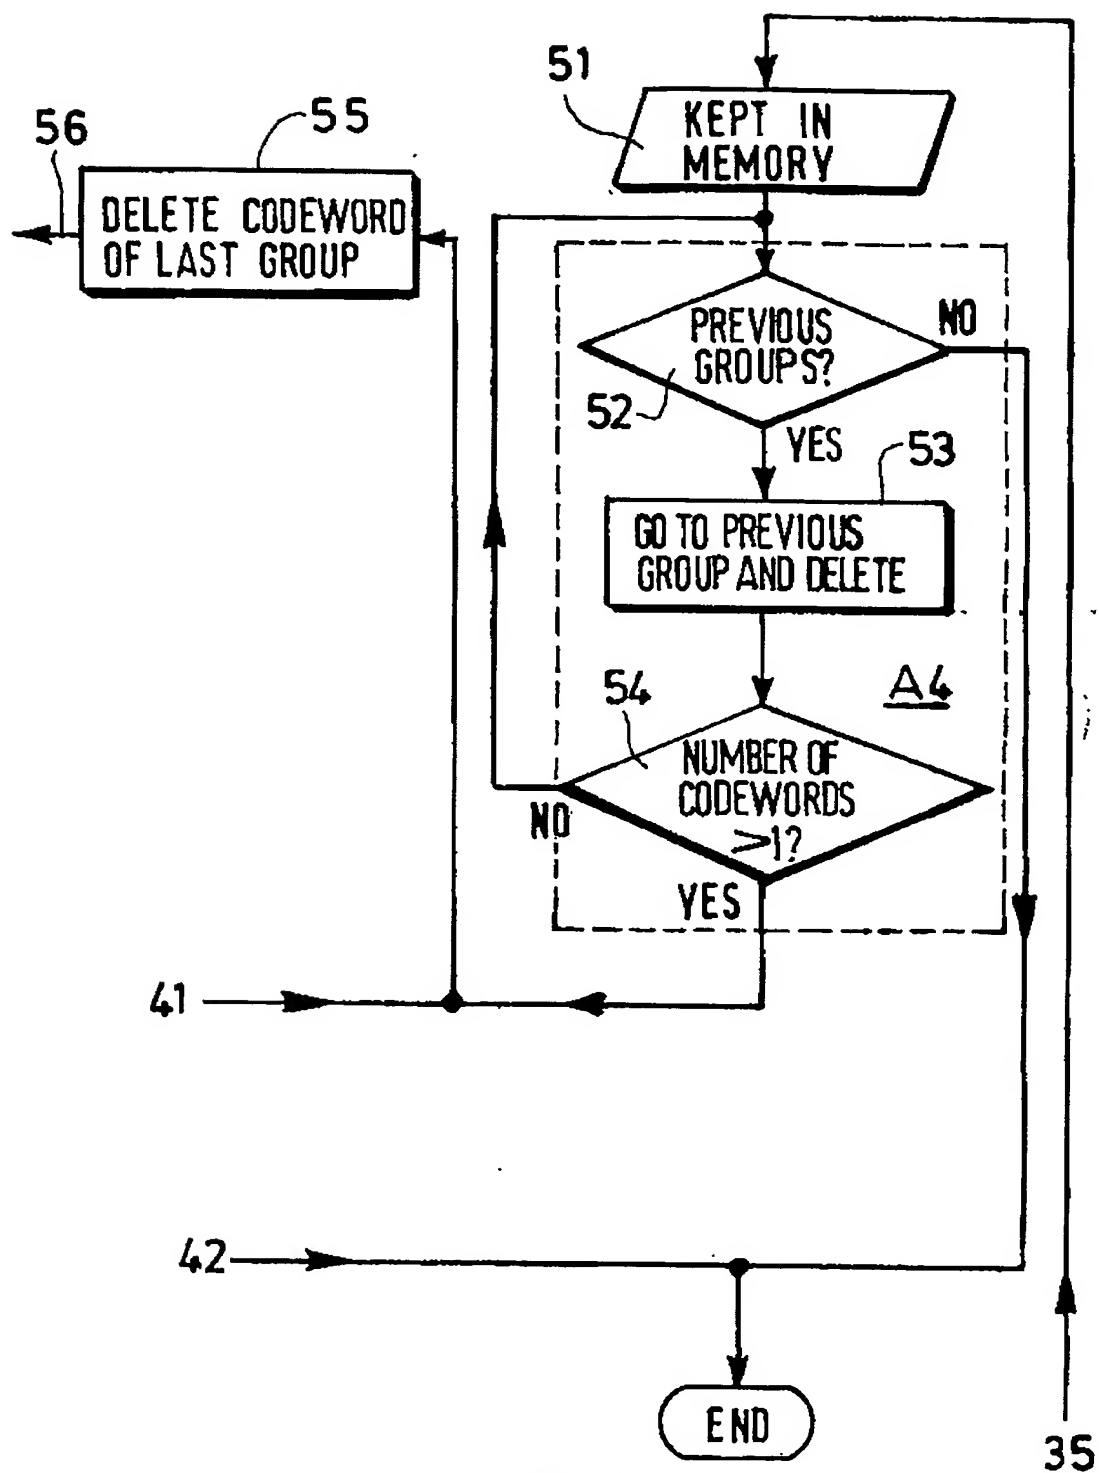 51
KEPT IN
MEMORY
56
55
DELETE CODEWORD
OF LAST GROUP
PREVIOUS
GROUPS?
NO
52
YES
53
GO TO PREVIOUS
GROUP AND DELETE
54
A4
NUMBER OF
CODEWORDS
>1?
NO
YES
41
42
END
35